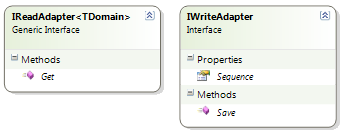 IReadAdapter<TDomain>
Generic Interface
Methods
Get
IWriteAdapter
Interface
Properties
Sequence
Methods
Save